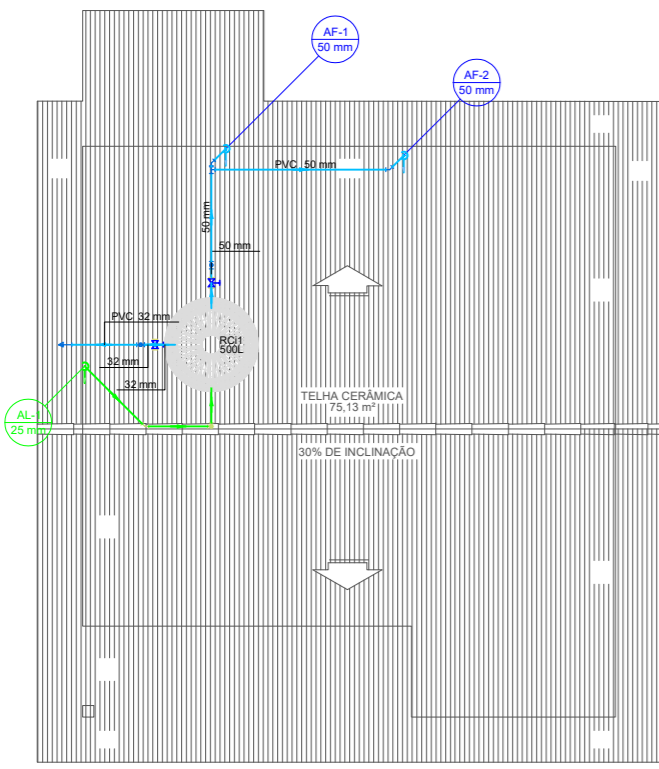 AF-1
50 mm
AF-2
50 mm
PVC 50 mm
50 mm
50 mm
PVC 32 mm
RCi1
500L
32 mm
32 mm
AL-1
25 mm
TELHA CERÂMICA
75,13 m²
30% DE INCLINAÇÃO